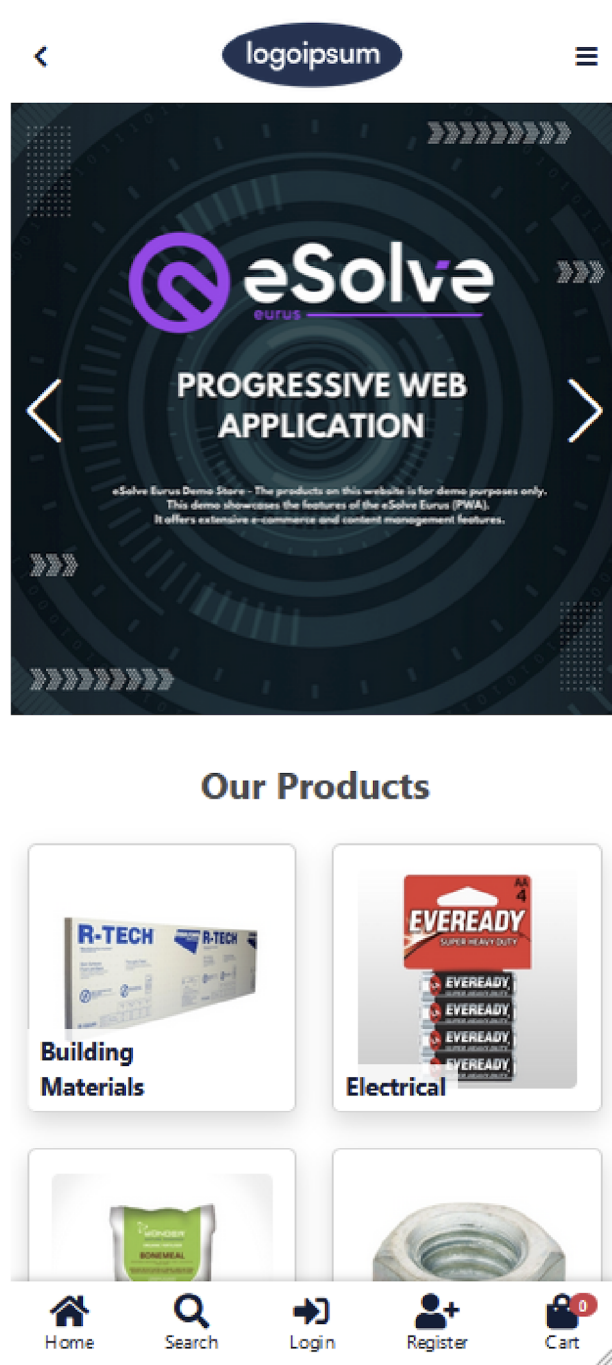 logoipsum
eSolve
eurus
PROGRESSIVE WEB
APPLICATION
eSolve Eurus Demo Store - The products on this website is for demo purposes only.
This demo showcases the features of the eSolve Eurus (PWA).
It offers extensive e-commerce and content management features.
Our Products
R-TECH
R-TECH
Building
Materials
AA
4
EVEREADY
SUPER HEAVY DUTY
EVEREADY
EVEREADY
EVEREADY
EVEREADY
Electrical
WONDER
BONEMEAL
0
Home
Search
Login
Register
Cart